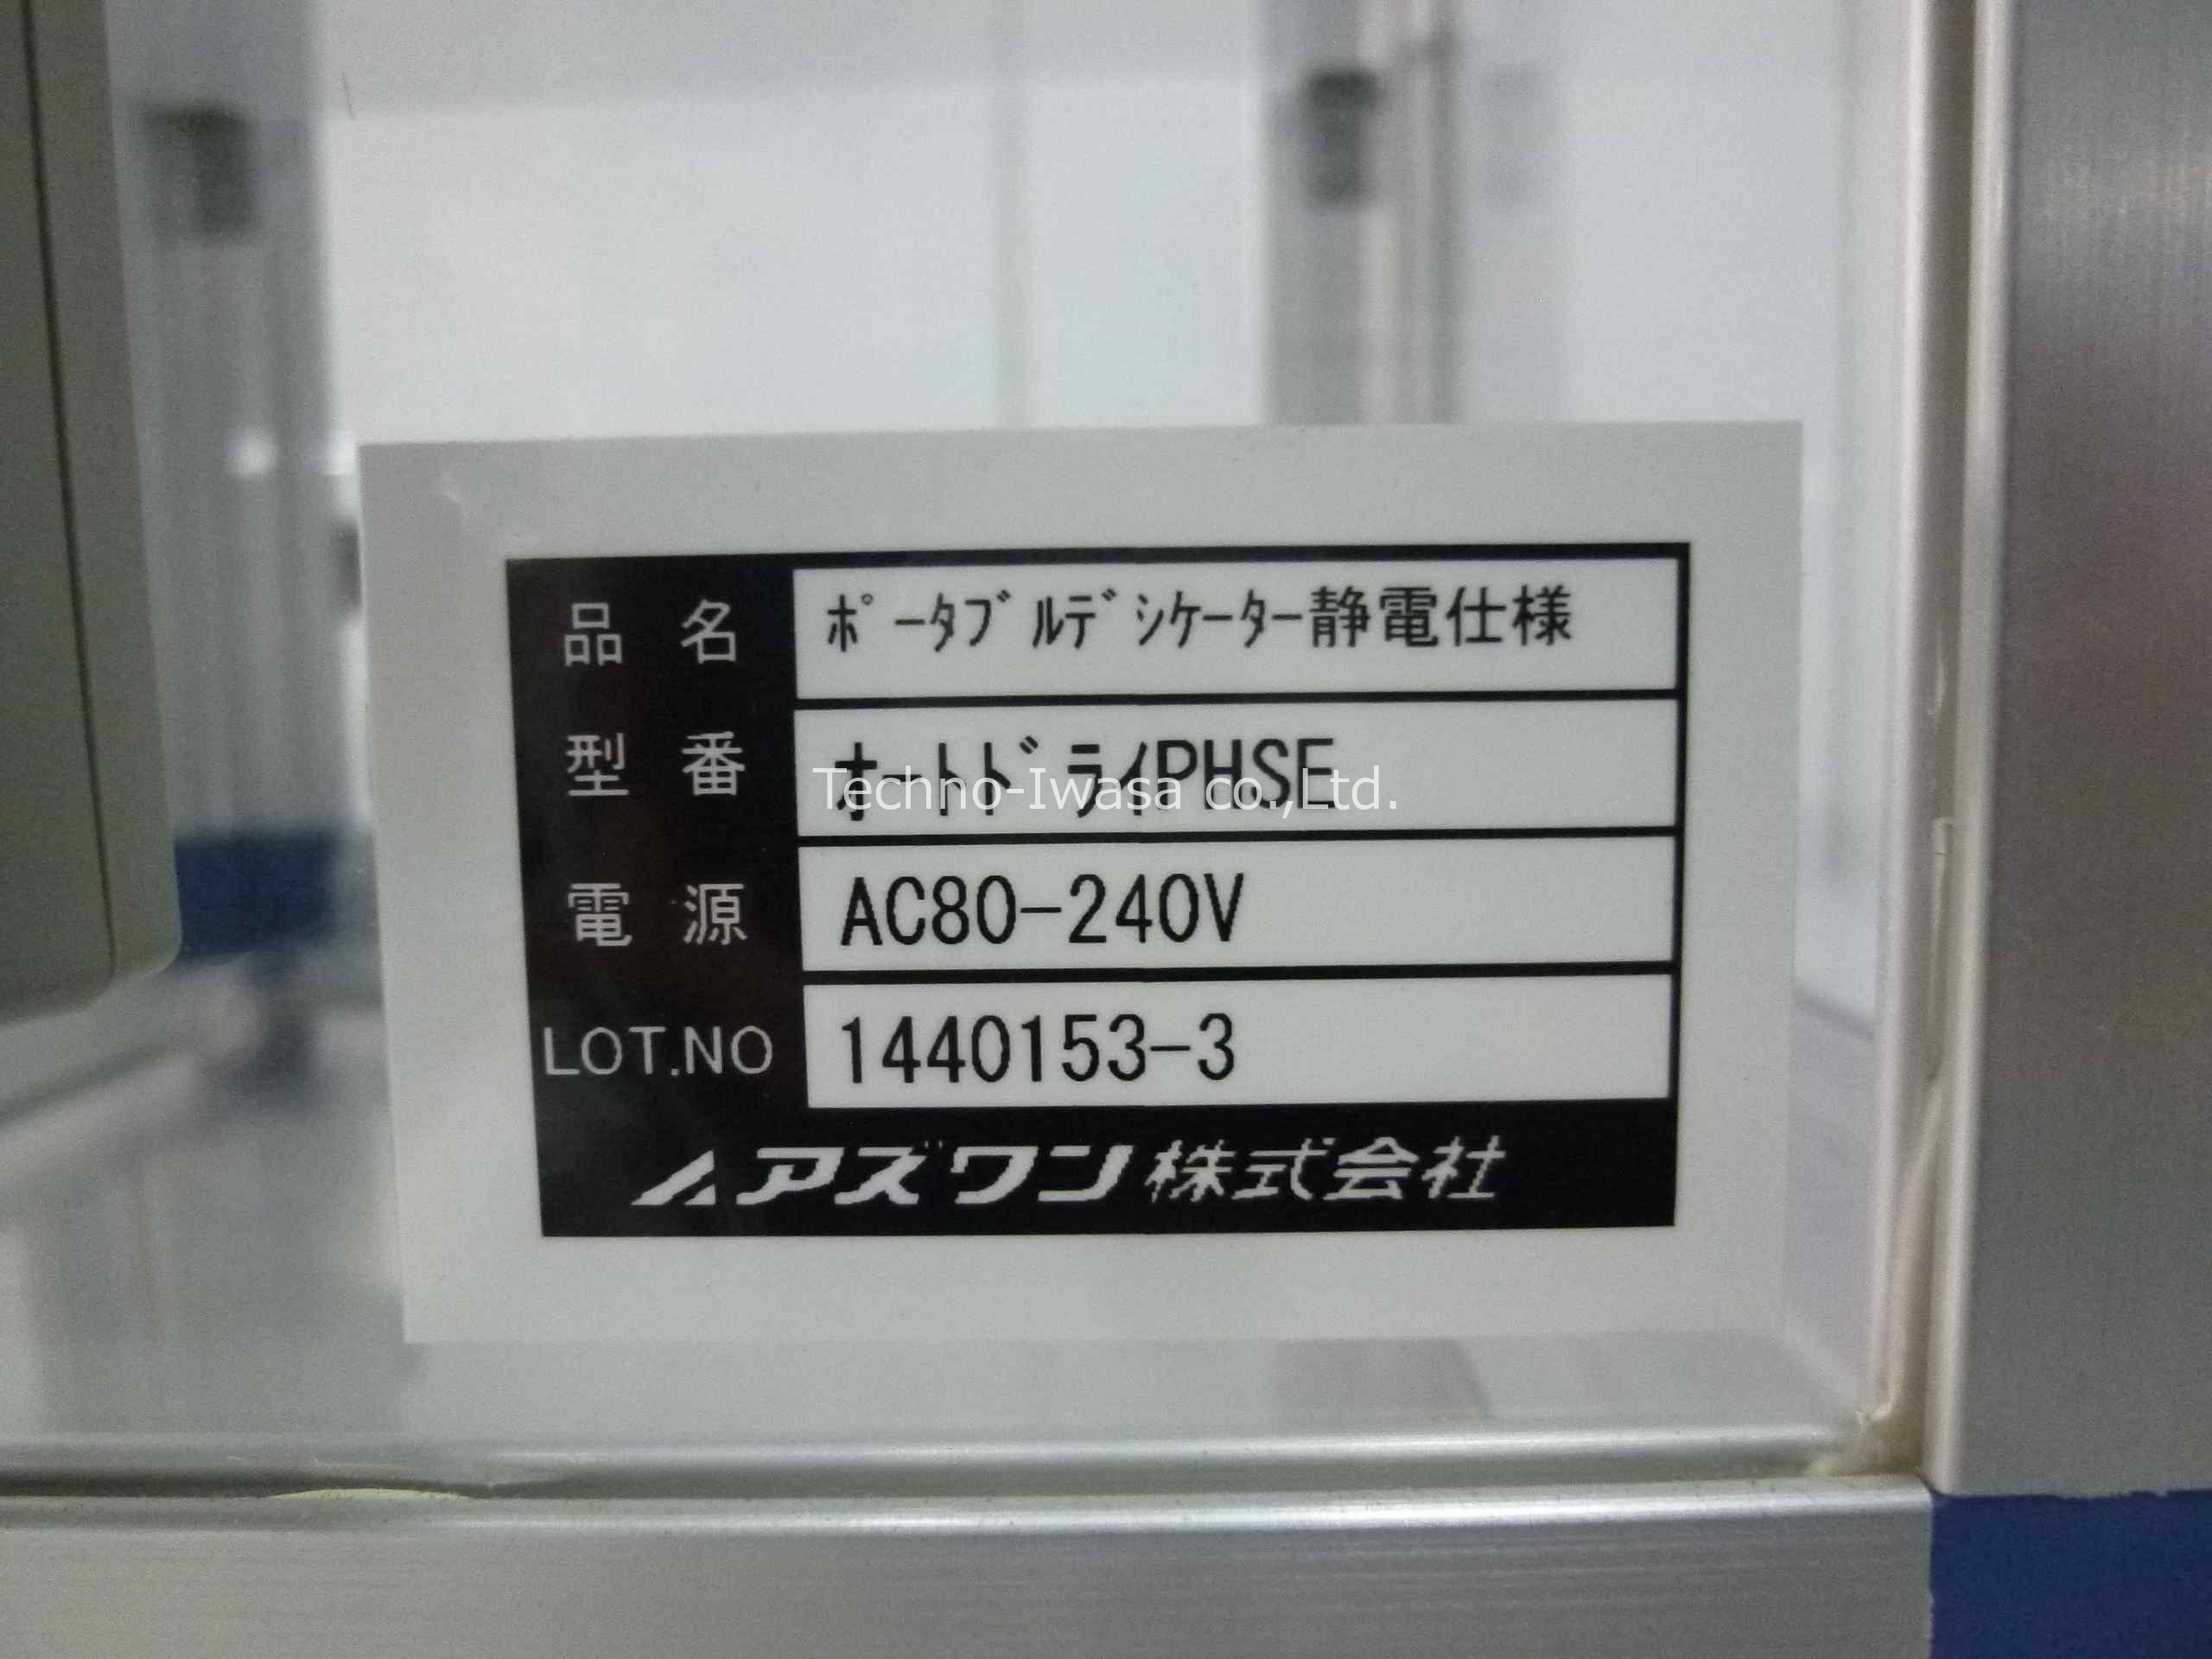 品名 ﾎﾟｰﾀﾌﾞﾙﾃﾞｼｹｰﾀｰ静電仕様
型番 ｵｰﾄﾄﾞﾗｲPHSE
Techno-Iwasa co.,Ltd.
電源 AC80-240V
LOT.NO 1440153-3
アズワン株式会社